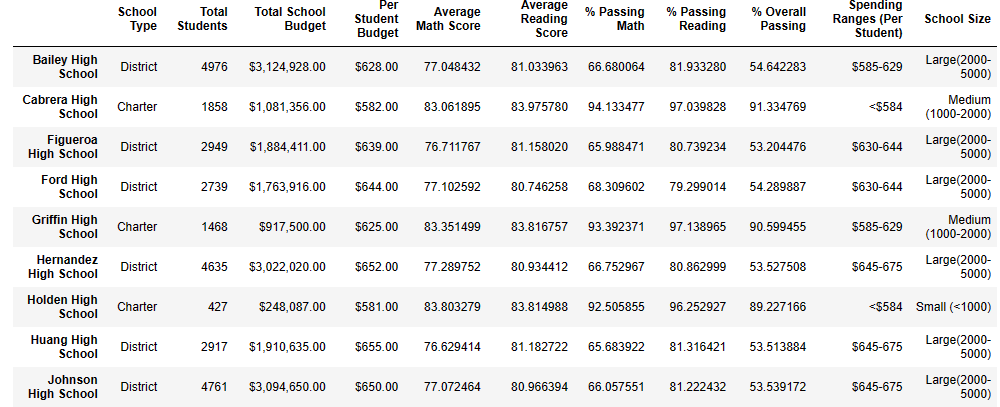 School Type Total Students Total School Budget Per Student Budget Average Math Score Average Reading Score % Passing Math % Passing Reading % Overall Passing Spending Ranges (Per Student) School Size
Bailey High School District 4976 $3,124,928.00 $628.00 77.048432 81.033963 66.680064 81.933280 54.642283 $585-629 Large(2000-5000)
Cabrera High School Charter 1858 $1,081,356.00 $582.00 83.061895 83.975780 94.133477 97.039828 91.334769 <$584 Medium (1000-2000)
Figueroa High School District 2949 $1,884,411.00 $639.00 76.711767 81.158020 65.988471 80.739234 53.204476 $630-644 Large(2000-5000)
Ford High School District 2739 $1,763,916.00 $644.00 77.102592 80.746258 68.309602 79.299014 54.289887 $630-644 Large(2000-5000)
Griffin High School Charter 1468 $917,500.00 $625.00 83.351499 83.816757 93.392371 97.138965 90.599455 $585-629 Medium (1000-2000)
Hernandez High School District 4635 $3,022,020.00 $652.00 77.289752 80.934412 66.752967 80.862999 53.527508 $645-675 Large(2000-5000)
Holden High School Charter 427 $248,087.00 $581.00 83.803279 83.814988 92.505855 96.252927 89.227166 <$584 Small (<1000)
Huang High School District 2917 $1,910,635.00 $655.00 76.629414 81.182722 65.683922 81.316421 53.513884 $645-675 Large(2000-5000)
Johnson High School District 4761 $3,094,650.00 $650.00 77.072464 80.966394 66.057551 81.222432 53.539172 $645-675 Large(2000-5000)